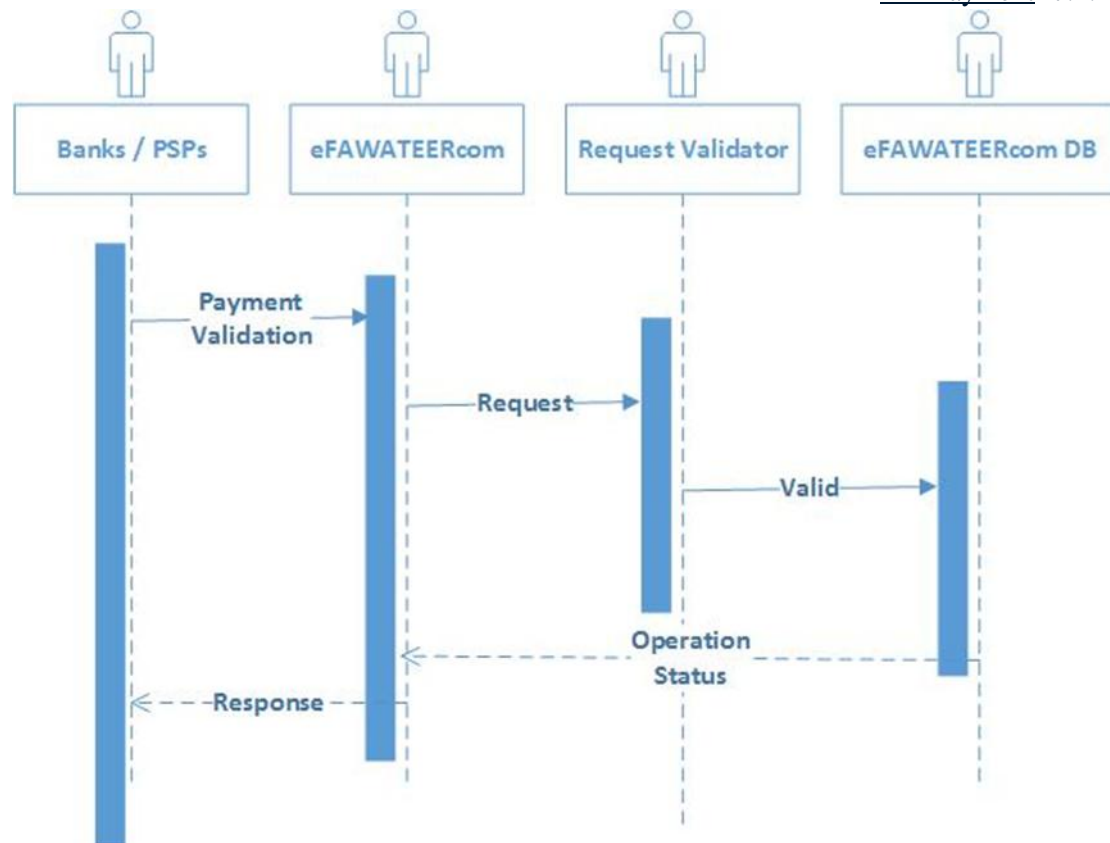 Banks / PSPs
eFAWATEERcom
Request Validator
eFAWATEERcom DB
Payment
Validation
Request
Valid
Operation
Status
Response